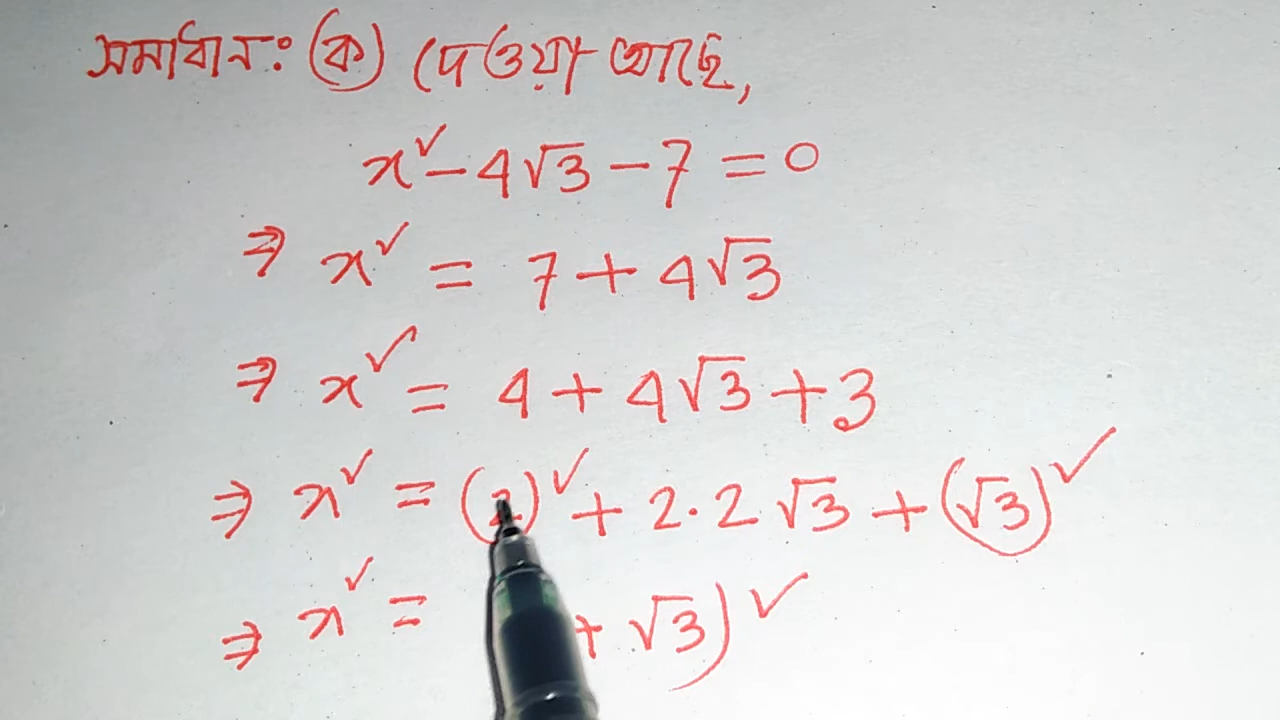 সমাধান: (ক) দেওয়া আছে,
x² - 4√3 - 7 = 0
⇒ x² = 7 + 4√3
⇒ x² = 4 + 4√3 + 3
⇒ x² = (2)² + 2·2√3 + (√3)²
⇒ x² = + √3)²